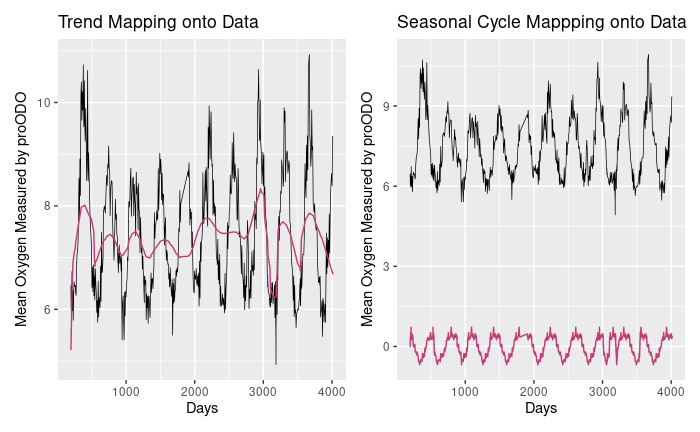 Trend Mapping onto Data
Mean Oxygen Measured by proODO
10
8
6
1000
2000
3000
4000
Days
Seasonal Cycle Mappping onto Data
Mean Oxygen Measured by proODO
9
6
3
0
1000
2000
3000
4000
Days